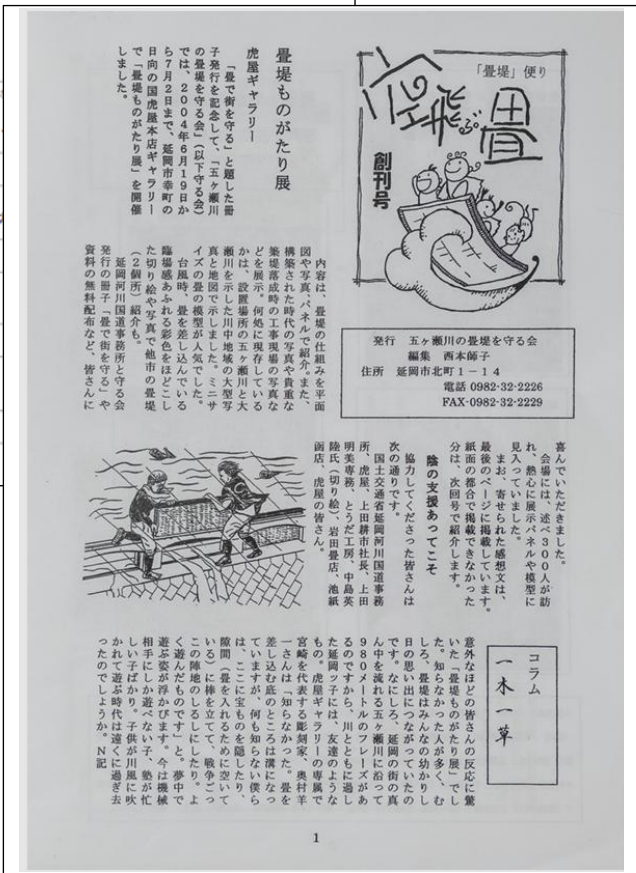 「畳堤」便り
空飛ぶ畳
創刊号
発行 五ヶ瀬川の畳堤を守る会
編集 西本師子
住所 延岡市北町1－14
電話 0982-32-2226
FAX-0982-32-2229
畳堤ものがたり展
虎屋ギャラリー
「畳で街を守る」と題した冊
子発行を記念して、「五ヶ瀬川
の畳堤を守る会」(以下守る会)
では、2004年6月19日か
ら7月2日まで、延岡市幸町の
日向の国虎屋本店ギャラリー
で「畳堤ものがたり展」を開催
しました。
内容は、畳堤の仕組みを平面
図や写真、パネルで紹介。また、
構築された時代の写真や貴重な
築堤落成時の工事現場の写真な
どを展示。何処に現存している
かは、設置場所の五ヶ瀬川と大
瀬川を示した川中地域の大型写
真と地図で示しました。ミニサ
イズの畳の模型が人気でした。
台風時、畳を差し込んでいる
臨場感あふれる彩色をほどこし
た切り絵や写真で他市の畳堤
(2個所)紹介も。
延岡河川国道事務所と守る会
発行の冊子「畳で街を守る」や
資料の無料配布など、皆さんに
喜んでいただきました。
会場には、述べ300人が訪
れ、熱心に展示パネルや模型に
見入っていました。
まお、寄せられた感想文は、
最後のページに掲載しています。
紙面の都合で掲載できなかった
分は、次回号で紹介します。
陰の支援あってこそ
協力してくださった皆さんは
次の通りです。
国土交通省延岡河川国道事務
所、虎屋、上田耕市社長、上田
明美専務、とうだ工房、中島英
陸氏(切り絵)、岩田畳店、池紙
函店、虎屋の皆さん。
コラム
一木一草
意外なほどの皆さんの反応に驚
いた「畳堤ものがたり展」でし
た。知らなかった人が多く、む
しろ、畳堤はみんなの幼かりし
日の思い出につながっていたの
です。なにしろ、延岡の街の真
ん中を流れる五ヶ瀬川に沿って
980メートルのフレーズがあ
るのですから、川とともに過し
た延岡ッ子には、友達のような
もの。虎屋ギャラリーの専属で
宮崎を代表する彫刻家、奥村羊
一さんは「知らなかった。畳を
差し込む底のところは溝になっ
ていますが、何も知らない僕ら
は、ここに宝ものを隠したり、
隙間(畳を入れるために空いて
いる)に棒を立てて、戦争ごっ
この陣地のしるしにしたり。よ
く遊んだものです」と。夢中で
遊ぶ姿が浮かびます。今は機械
相手にしか遊べない子、塾が忙
しい子ばかり。子供が川風に吹
かれて遊ぶ時代は遠くに過ぎ去
ったのでしょうか。N記
1